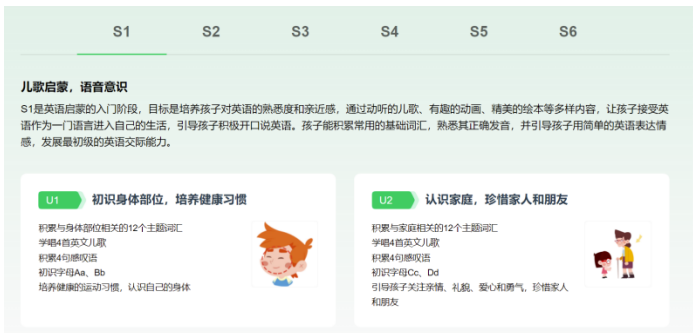 S1 S2 S3 S4 S5 S6
儿歌启蒙，语音意识
S1是英语启蒙的入门阶段，目标是培养孩子对英语的熟悉度和亲近感，通过动听的儿歌、有趣的动画、精美的绘本等多样内容，让孩子接受英
语作为一门语言进入自己的生活，引导孩子积极开口说英语。孩子能积累常用的基础词汇，熟悉其正确发音，并引导孩子用简单的英语表达情
感，发展最初级的英语交际能力。
U1 初识身体部位，培养健康习惯
积累与身体部位相关的12个主题词汇
学唱4首英文儿歌
积累4句感叹语
初识字母Aa、Bb
培养健康的运动习惯，认识自己的身体
U2 认识家庭，珍惜家人和朋友
积累与家庭相关的12个主题词汇
学唱4首英文儿歌
积累4句感叹语
初识字母Cc、Dd
引导孩子关注亲情、礼貌、爱心和勇气，珍惜家人
和朋友